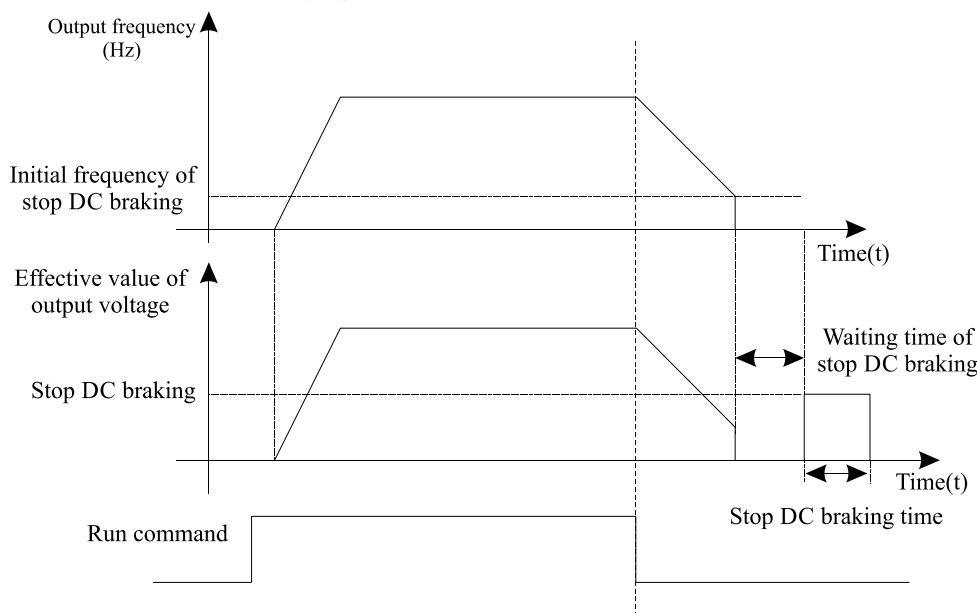 Output frequency
(Hz)
Initial frequency of
stop DC braking
Time(t)
Effective value of
output voltage
Waiting time of
stop DC braking
Stop DC braking
Time(t)
Stop DC braking time
Run command